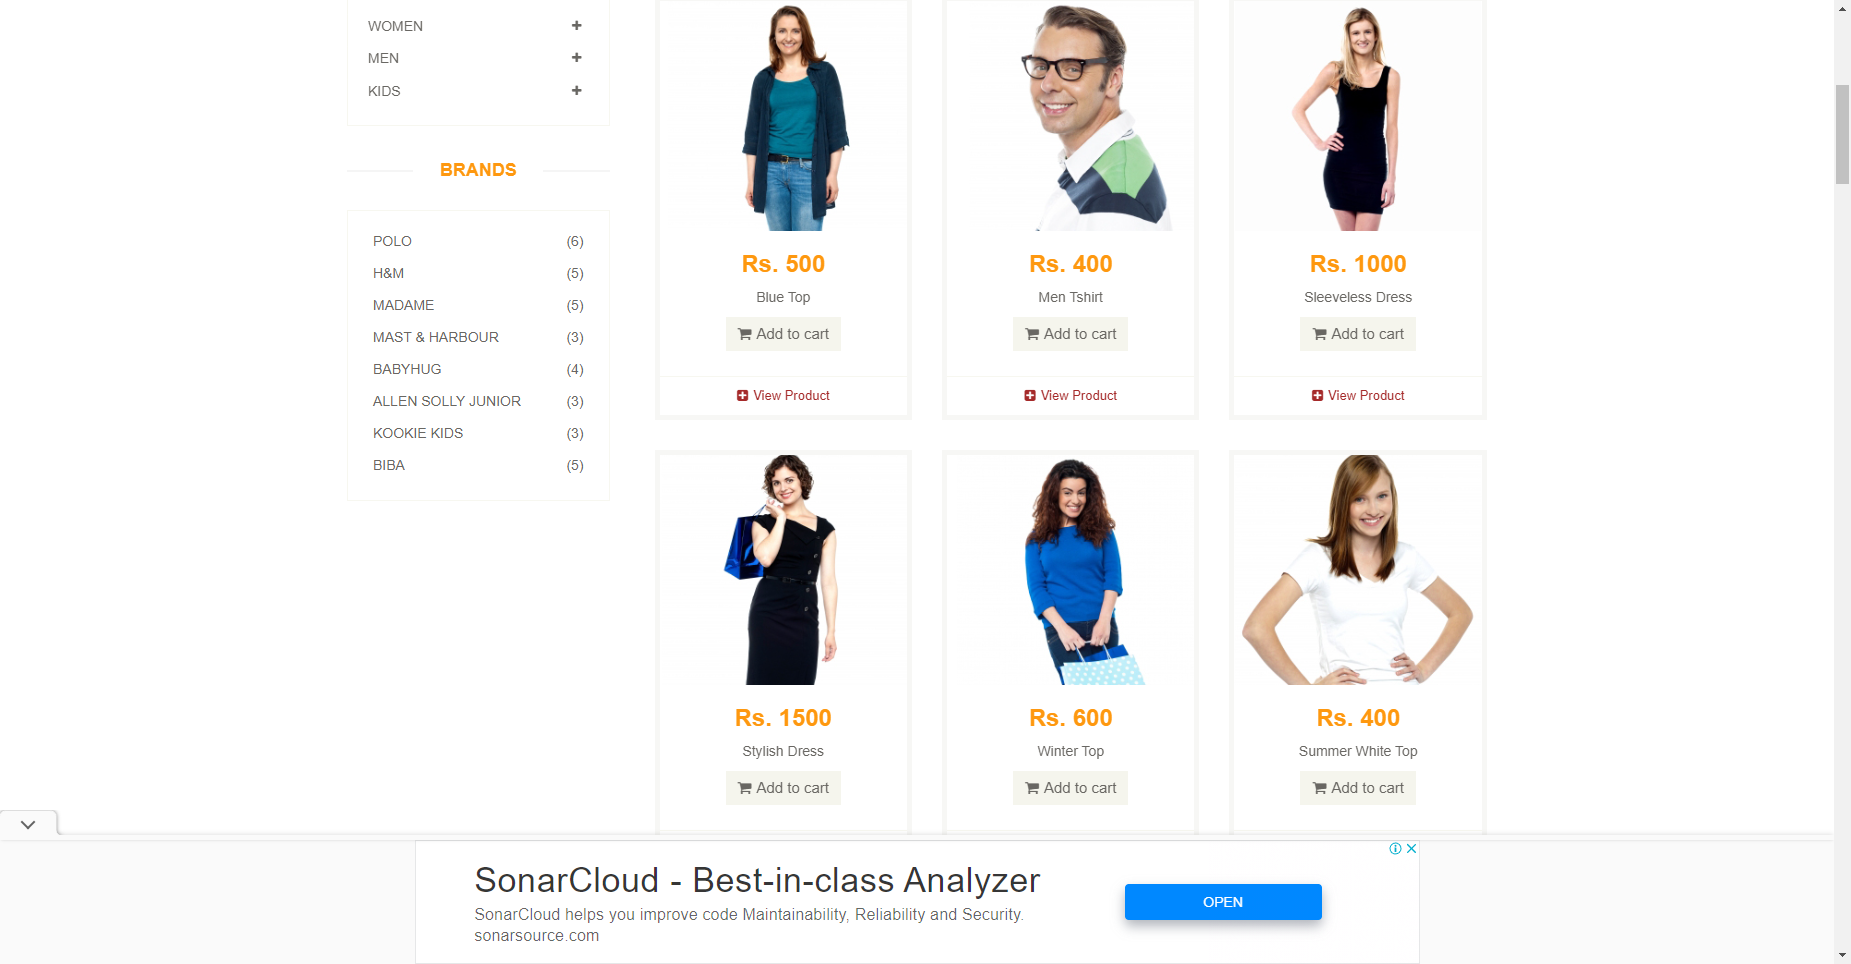 WOMEN
MEN
KIDS
BRANDS
POLO (6)
H&M (5)
MADAME (5)
MAST & HARBOUR (3)
BABYHUG (4)
ALLEN SOLLY JUNIOR (3)
KOOKIE KIDS (3)
BIBA (5)
Rs. 500
Blue Top
Add to cart
View Product
Rs. 400
Men Tshirt
Add to cart
View Product
Rs. 1000
Sleeveless Dress
Add to cart
View Product
Rs. 1500
Stylish Dress
Add to cart
Rs. 600
Winter Top
Add to cart
Rs. 400
Summer White Top
Add to cart
SonarCloud - Best-in-class Analyzer
SonarCloud helps you improve code Maintainability, Reliability and Security.
sonarsource.com
OPEN